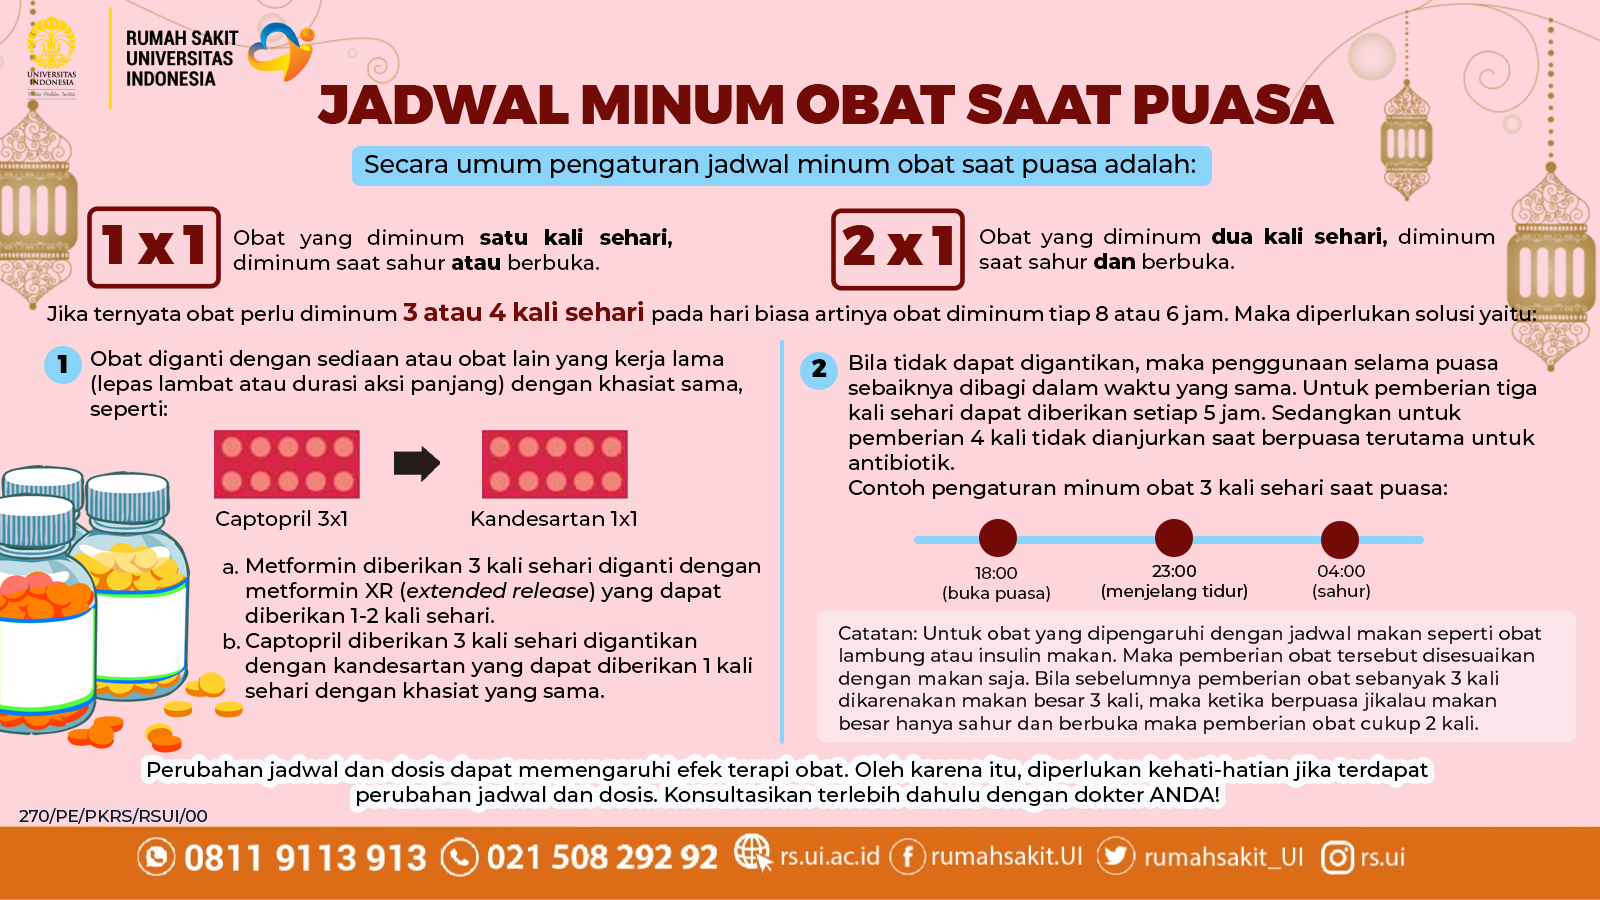 UNIVERSITAS
INDONESIA
RUMAH SAKIT
UNIVERSITAS
INDONESIA
JADWAL MINUM OBAT SAAT PUASA
Secara umum pengaturan jadwal minum obat saat puasa adalah:
1 x 1
Obat yang diminum satu kali sehari,
diminum saat sahur atau berbuka.
2 x 1
Obat yang diminum dua kali sehari, diminum
saat sahur dan berbuka.
Jika ternyata obat perlu diminum 3 atau 4 kali sehari pada hari biasa artinya obat diminum tiap 8 atau 6 jam. Maka diperlukan solusi yaitu:
1
Obat diganti dengan sediaan atau obat lain yang kerja lama
(lepas lambat atau durasi aksi panjang) dengan khasiat sama,
seperti:
Captopril 3x1
Kandesartan 1x1
a. Metformin diberikan 3 kali sehari diganti dengan
metformin XR (extended release) yang dapat
diberikan 1-2 kali sehari.
b. Captopril diberikan 3 kali sehari digantikan
dengan kandesartan yang dapat diberikan 1 kali
sehari dengan khasiat yang sama.
2
Bila tidak dapat digantikan, maka penggunaan selama puasa
sebaiknya dibagi dalam waktu yang sama. Untuk pemberian tiga
kali sehari dapat diberikan setiap 5 jam. Sedangkan untuk
pemberian 4 kali tidak dianjurkan saat berpuasa terutama untuk
antibiotik.
Contoh pengaturan minum obat 3 kali sehari saat puasa:
18:00
(buka puasa)
23:00
(menjelang tidur)
04:00
(sahur)
Catatan: Untuk obat yang dipengaruhi dengan jadwal makan seperti obat
lambung atau insulin makan. Maka pemberian obat tersebut disesuaikan
dengan makan saja. Bila sebelumnya pemberian obat sebanyak 3 kali
dikarenakan makan besar 3 kali, maka ketika berpuasa jikalau makan
besar hanya sahur dan berbuka maka pemberian obat cukup 2 kali.
Perubahan jadwal dan dosis dapat memengaruhi efek terapi obat. Oleh karena itu, diperlukan kehati-hatian jika terdapat
perubahan jadwal dan dosis. Konsultasikan terlebih dahulu dengan dokter ANDA!
270/PE/PKRS/RSUI/00
0811 9113 913
021 508 292 92
rs.ui.ac.id
rumahsakit.UI
rumahsakit_UI
rs.ui